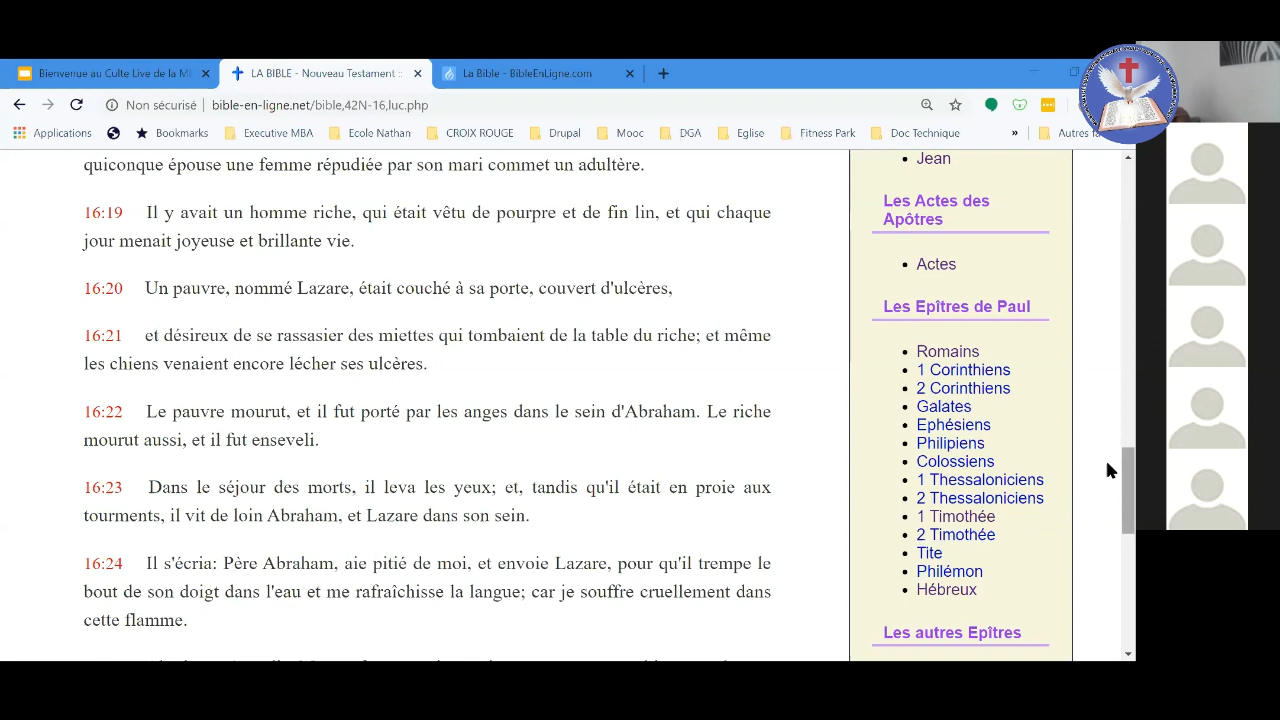 Bienvenue au Culte Live de la MI
LA BIBLE - Nouveau Testament ::
La Bible - BibleEnLigne.com
Non sécurisé
bible-en-ligne.net/bible,42N-16,luc.php
Applications
Bookmarks
Executive MBA
Ecole Nathan
CROIX ROUGE
Drupal
Mooc
DGA
Eglise
Fitness Park
Doc Technique
»
Autres fa
quiconque épouse une femme répudiée par son mari commet un adultère.
16:19 Il y avait un homme riche, qui était vêtu de pourpre et de fin lin, et qui chaque
jour menait joyeuse et brillante vie.
16:20 Un pauvre, nommé Lazare, était couché à sa porte, couvert d'ulcères,
16:21 et désireux de se rassasier des miettes qui tombaient de la table du riche; et même
les chiens venaient encore lécher ses ulcères.
16:22 Le pauvre mourut, et il fut porté par les anges dans le sein d'Abraham. Le riche
mourut aussi, et il fut enseveli.
16:23 Dans le séjour des morts, il leva les yeux; et, tandis qu'il était en proie aux
tourments, il vit de loin Abraham, et Lazare dans son sein.
16:24 Il s'écria: Père Abraham, aie pitié de moi, et envoie Lazare, pour qu'il trempe le
bout de son doigt dans l'eau et me rafraîchisse la langue; car je souffre cruellement dans
cette flamme.
Jean
Les Actes des
Apôtres
Actes
Les Epîtres de Paul
Romains
1 Corinthiens
2 Corinthiens
Galates
Ephésiens
Philipiens
Colossiens
1 Thessaloniciens
2 Thessaloniciens
1 Timothée
2 Timothée
Tite
Philémon
Hébreux
Les autres Epîtres